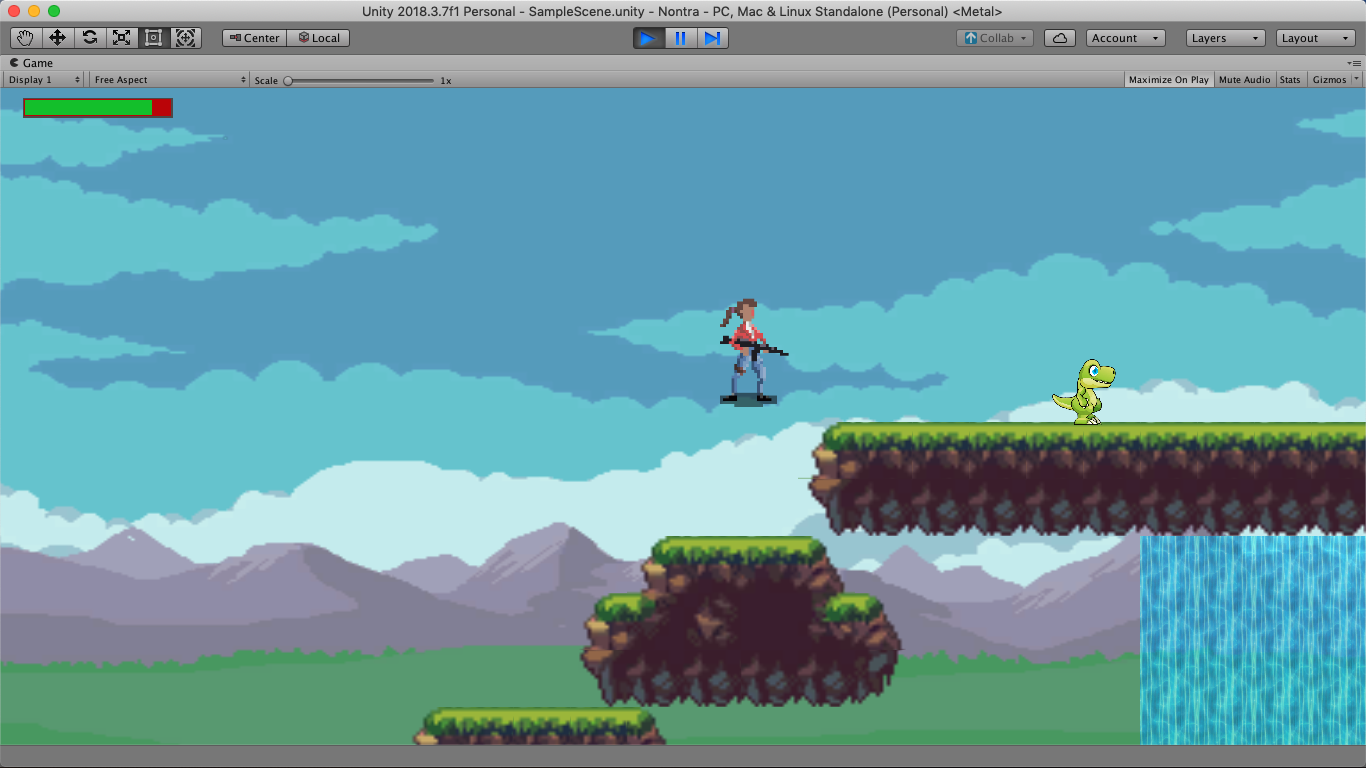 Unity 2018.3.7f1 Personal - SampleScene.unity - Nontra - PC, Mac & Linux Standalone (Personal) <Metal>
Center Local Collab Account Layers Layout
Game
Display 1 Free Aspect Scale 1x Maximize On Play Mute Audio Stats Gizmos